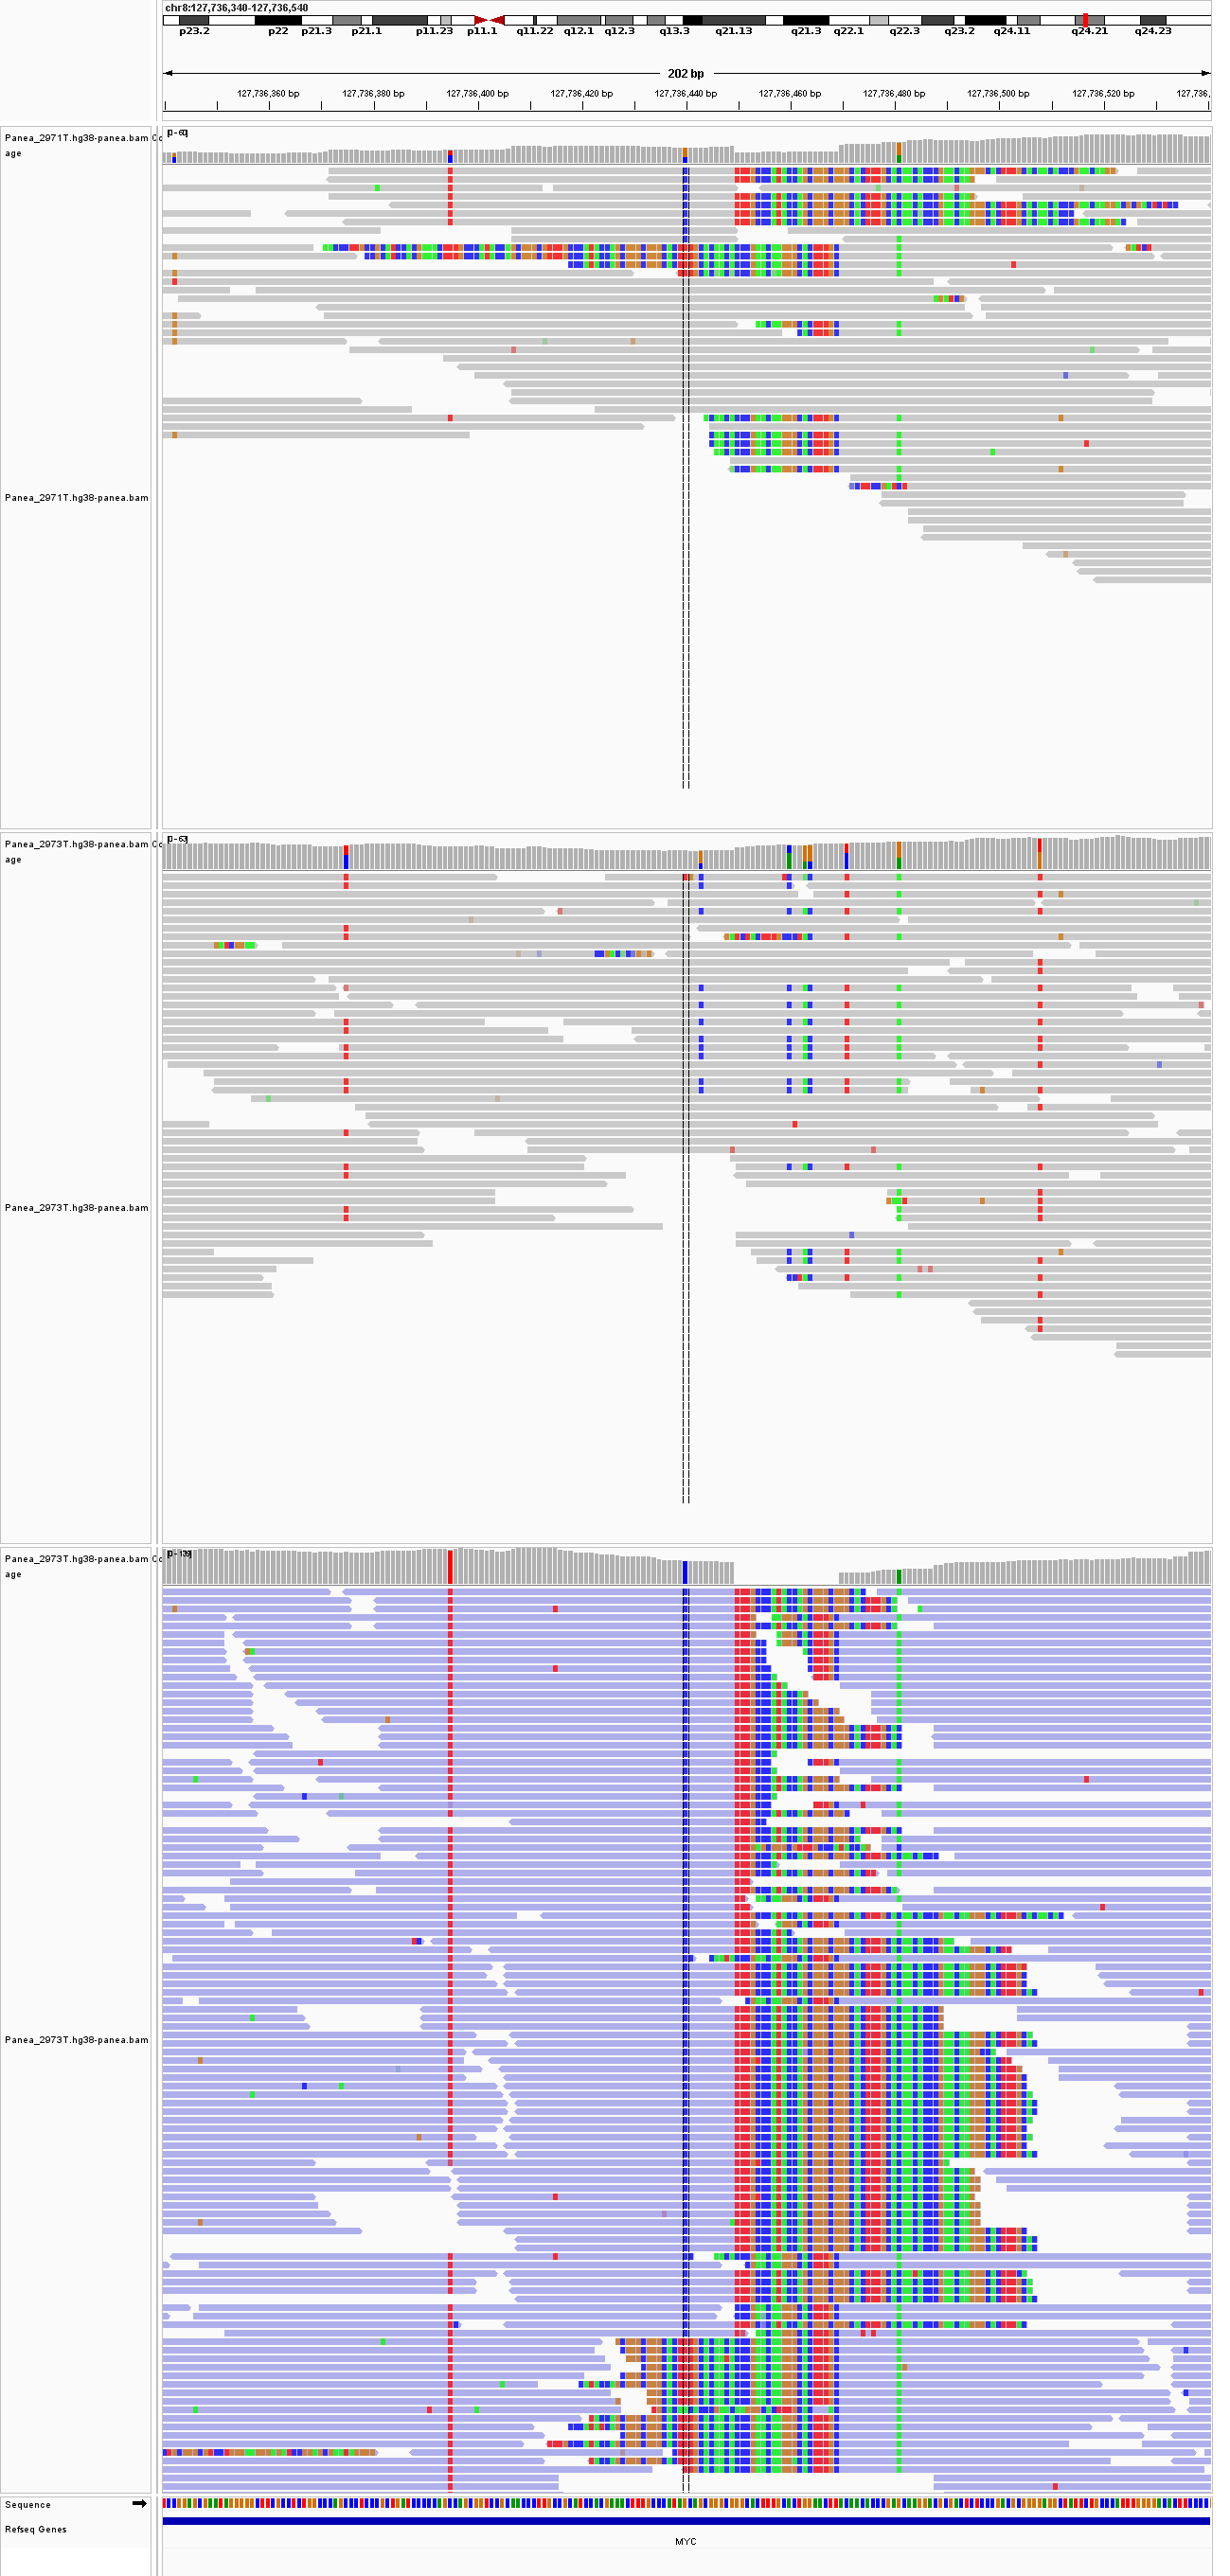 chr8:127,736,340-127,736,540
p23.2 p22 p21.3 p21.1 p11.23 p11.1 q11.22 q12.1 q12.3 q13.3 q21.13 q21.3 q22.1 q22.3 q23.2 q24.11 q24.21 q24.23
202 bp
127,736,360 bp 127,736,380 bp 127,736,400 bp 127,736,420 bp 127,736,440 bp 127,736,460 bp 127,736,480 bp 127,736,500 bp 127,736,520 bp 127,736,
Panea_2971T.hg38-panea.bam Co
age
[0 - 60]
Panea_2971T.hg38-panea.bam
Panea_2973T.hg38-panea.bam Co
age
[0 - 63]
Panea_2973T.hg38-panea.bam
Panea_2973T.hg38-panea.bam Co
age
[0 - 139]
Panea_2973T.hg38-panea.bam
Sequence
Refseq Genes
MYC